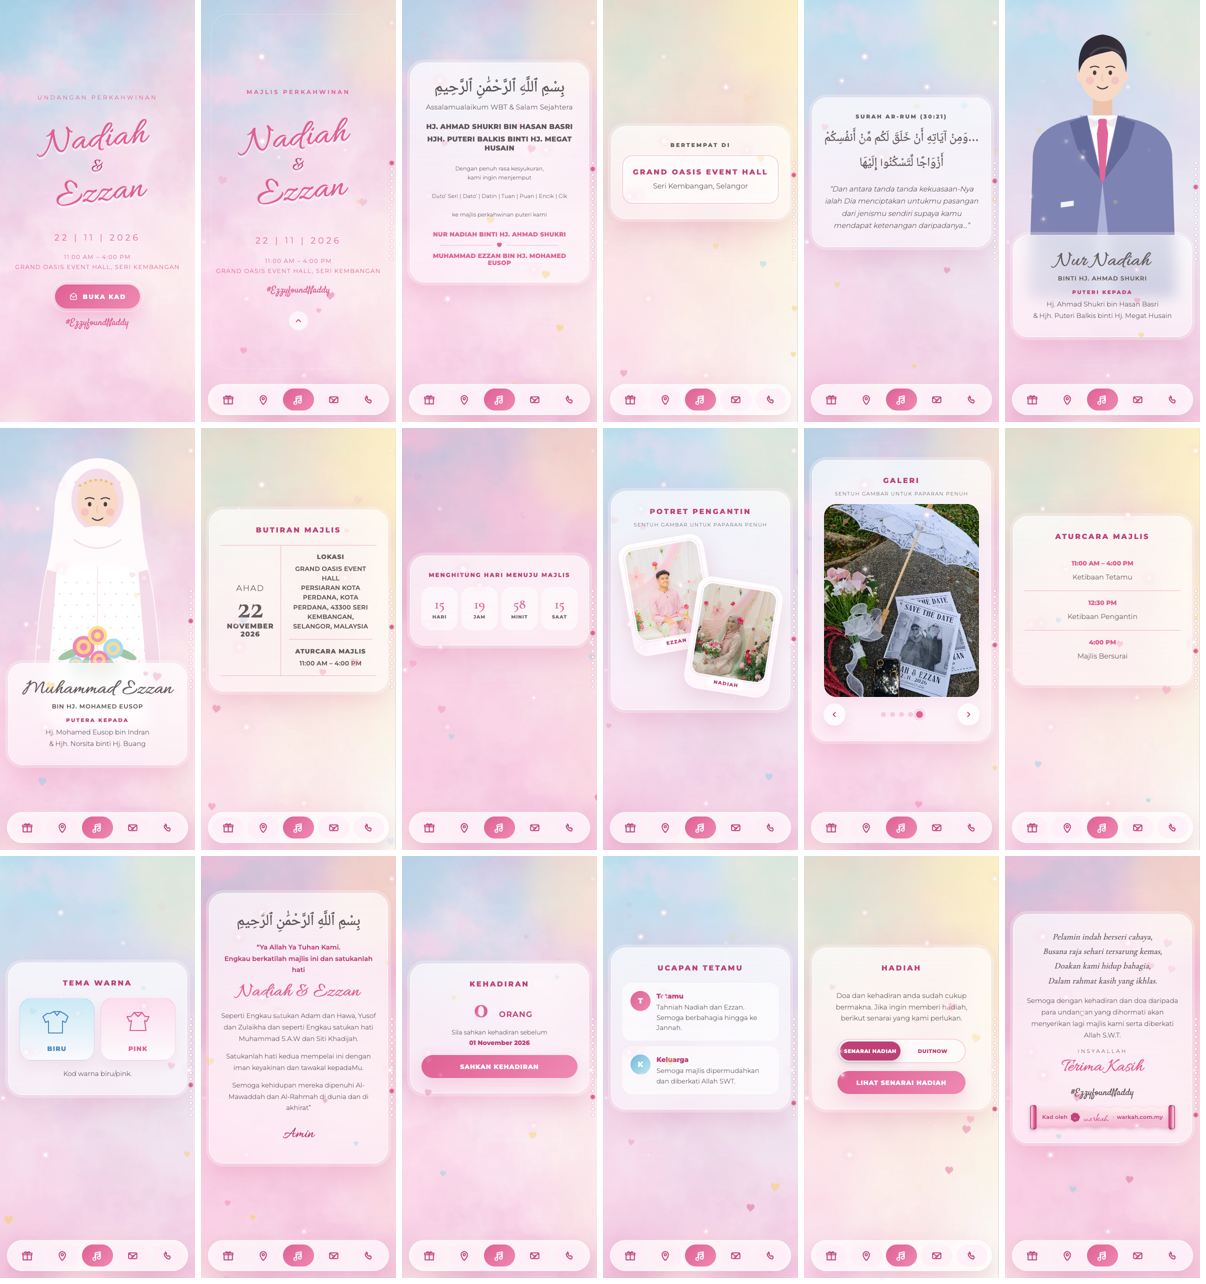 UNDANGAN PERKAHWINAN
Nadiah
&
Ezzan
22 | 11 | 2026
11:00 AM – 4:00 PM
GRAND OASIS EVENT HALL, SERI KEMBANGAN
BUKA KAD
#EzzyfoundNaddy
MAJLIS PERKAHWINAN
Nadiah
&
Ezzan
22 | 11 | 2026
11:00 AM – 4:00 PM
GRAND OASIS EVENT HALL, SERI KEMBANGAN
#EzzyfoundNaddy
بِسْمِ ٱللَّهِ ٱلرَّحْمَٰنِ ٱلرَّحِيمِ
Assalamualaikum WBT & Salam Sejahtera
HJ. AHMAD SHUKRI BIN HASAN BASRI
HJH. PUTERI BALKIS BINTI HJ. MEGAT
HUSAIN
Dengan penuh rasa kesyukuran,
kami ingin menjemput
Dato' Seri | Dato' | Datin | Tuan | Puan | Encik | Cik
ke majlis perkahwinan puteri kami
NUR NADIAH BINTI HJ. AHMAD SHUKRI
MUHAMMAD EZZAN BIN HJ. MOHAMED
EUSOP
BERTEMPAT DI
GRAND OASIS EVENT HALL
Seri Kembangan, Selangor
SURAH AR-RUM (30:21)
وَمِنْ آيَاتِهِ أَنْ خَلَقَ لَكُم مِّنْ أَنفُسِكُمْ...
أَزْوَاجًا لِّتَسْكُنُوا إِلَيْهَا
"Dan antara tanda tanda kekuasaan-Nya
ialah Dia menciptakan untukmu pasangan
dari jenismu sendiri supaya kamu
mendapat ketenangan daripadanya..."
Nur Nadiah
BINTI HJ. AHMAD SHUKRI
PUTERI KEPADA
Hj. Ahmad Shukri bin Hasan Basri
& Hjh. Puteri Balkis binti Hj. Megat Husain
Muhammad Ezzan
BIN HJ. MOHAMED EUSOP
PUTERA KEPADA
Hj. Mohamed Eusop bin Indran
& Hjh. Norsita binti Hj. Buang
BUTIRAN MAJLIS
AHAD
22
NOVEMBER
2026
LOKASI
GRAND OASIS EVENT
HALL
PERSIARAN KOTA
PERDANA, KOTA
PERDANA, 43300 SERI
KEMBANGAN,
SELANGOR, MALAYSIA
ATURCARA MAJLIS
11:00 AM – 4:00 PM
MENGHITUNG HARI MENUJU MAJLIS
15 19 58 15
HARI JAM MINIT SAAT
POTRET PENGANTIN
SENTUH GAMBAR UNTUK PAPARAN PENUH
EZZAN
NADIAH
GALERI
SENTUH GAMBAR UNTUK PAPARAN PENUH
SAVE THE DATE
& EZZAN
ATURCARA MAJLIS
11:00 AM – 4:00 PM
Ketibaan Tetamu
12:30 PM
Ketibaan Pengantin
4:00 PM
Majlis Bersurai
TEMA WARNA
BIRU PINK
Kod warna biru/pink.
بِسْمِ ٱللَّهِ ٱلرَّحْمَٰنِ ٱلرَّحِيمِ
"Ya Allah Ya Tuhan Kami.
Engkau berkatilah majlis ini dan satukanlah
hati
Nadiah & Ezzan
Seperti Engkau satukan Adam dan Hawa, Yusof
dan Zulaikha dan seperti Engkau satukan hati
Muhammad S.A.W dan Siti Khadijah.
Satukanlah hati kedua mempelai ini dengan
iman keyakinan dan tawakal kepadaMu.
Semoga kehidupan mereka dipenuhi Al-
Mawaddah dan Al-Rahmah di dunia dan di
akhirat"
Amin
KEHADIRAN
0 ORANG
Sila sahkan kehadiran sebelum
01 November 2026
SAHKAN KEHADIRAN
UCAPAN TETAMU
T
Tetamu
Tahniah Nadiah dan Ezzan.
Semoga berbahagia hingga ke
Jannah.
K
Keluarga
Semoga majlis dipermudahkan
dan diberkati Allah SWT.
HADIAH
Doa dan kehadiran anda sudah cukup
bermakna. Jika ingin memberi hadiah,
berikut senarai yang kami perlukan.
SENARAI HADIAH DUITNOW
LIHAT SENARAI HADIAH
Pelamin indah berseri cahaya,
Busana raja sehari tersarung kemas,
Doakan kami hidup bahagia,
Dalam rahmat kasih yang ikhlas.
Semoga dengan kehadiran dan doa daripada
para undangan yang dihormati akan
menyerikan lagi majlis kami serta diberkati
Allah S.W.T.
INSYAALLAH
Terima Kasih
#EzzyfoundNaddy
Kad oleh warkah - warkah.com.my